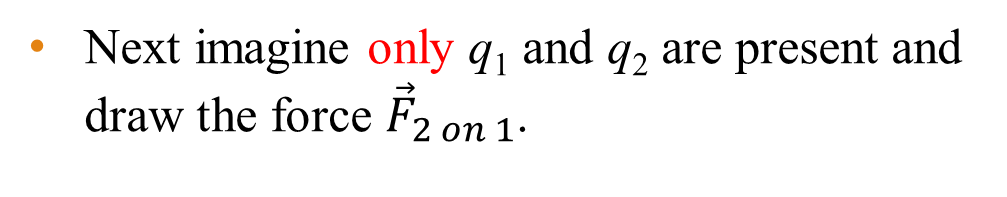 • Next imagine only q₁ and q₂ are present and
draw the force F⃗₂ ₒₙ ₁.